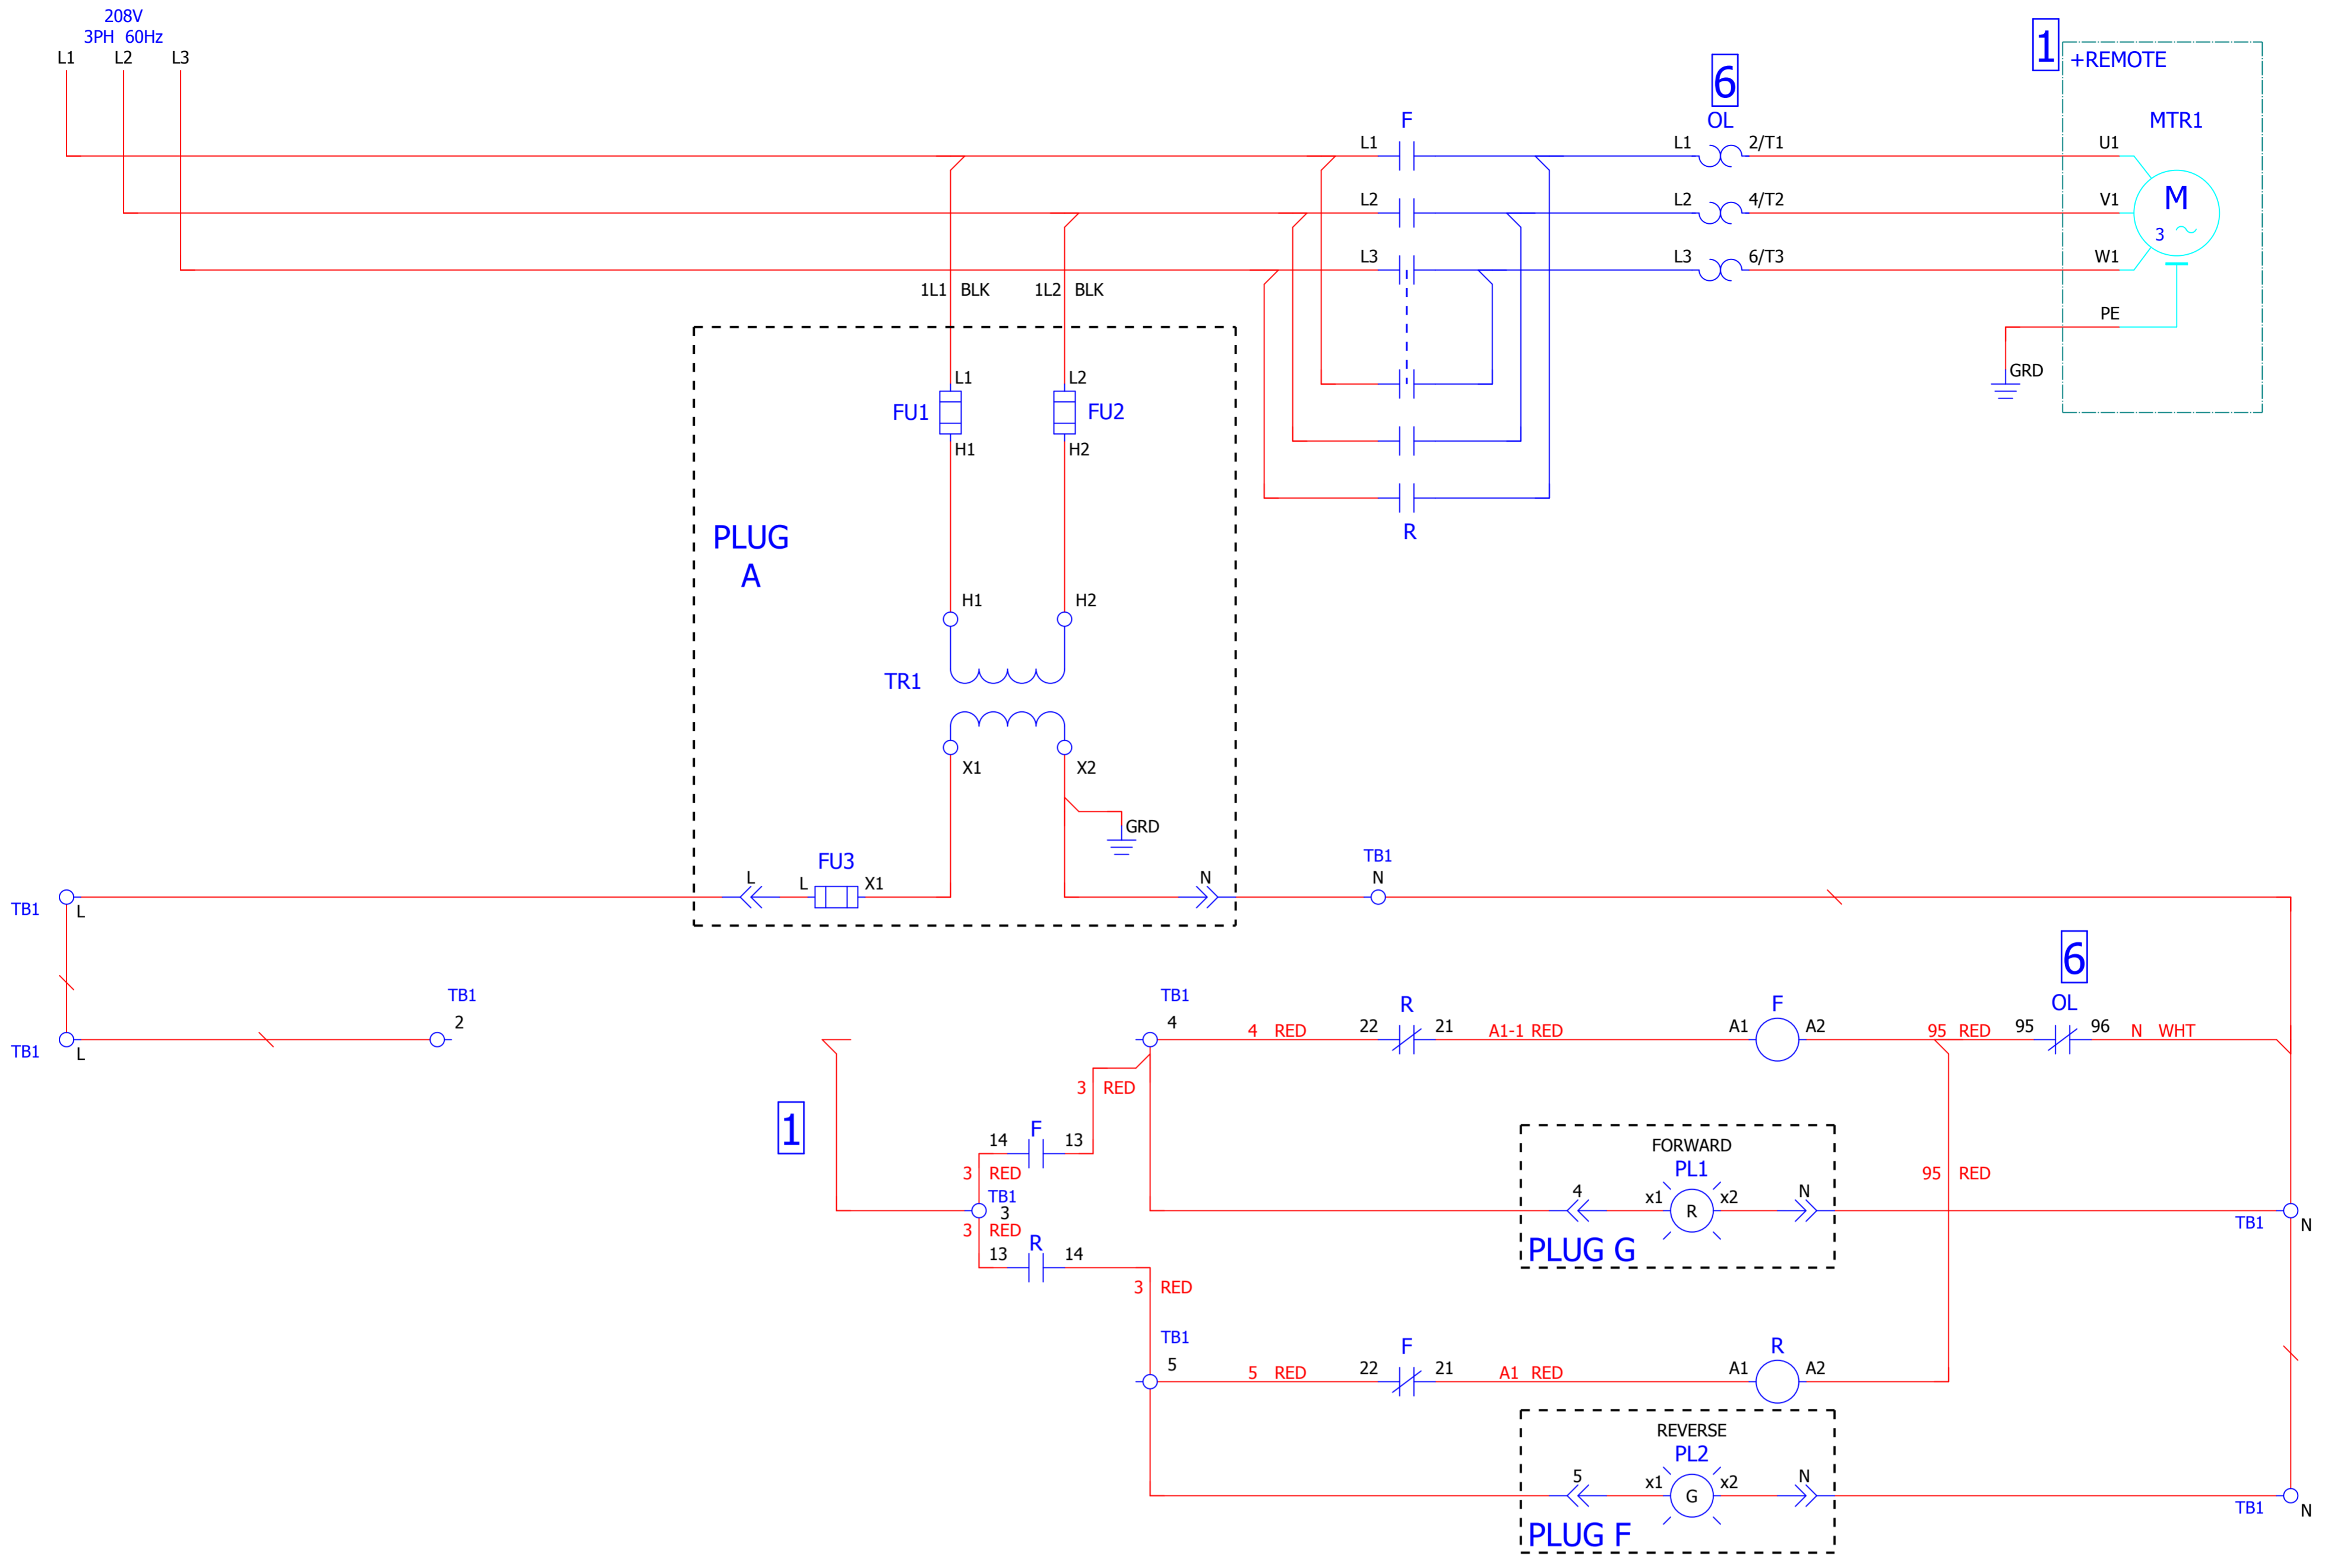 208V
3PH 60Hz
L1 L2 L3
1 +REMOTE
6
F OL MTR1
L1 L1 2/T1 U1
L2 L2 4/T2 V1
M
3
L3 L3 6/T3 W1
1L1 BLK 1L2 BLK
PE
GRD
L1 L2
FU1 FU2
H1 H2
R
PLUG
A
H1 H2
TR1
X1 X2
GRD
FU3 TB1
L L X1 N N
TB1 L
6
TB1 TB1 R F OL
2 4 4 RED 22 21 A1-1 RED A1 A2 95 RED 95 96 N WHT
TB1 L
3 RED
1
14 F 13
FORWARD
3 RED PL1 95 RED
TB1 4 x1 x2 N
3 R
3 RED TB1 N
13 R 14 PLUG G
3 RED
TB1 F R
5 5 RED 22 21 A1 RED A1 A2
REVERSE
PL2
5 x1 x2 N
G
TB1 N
PLUG F